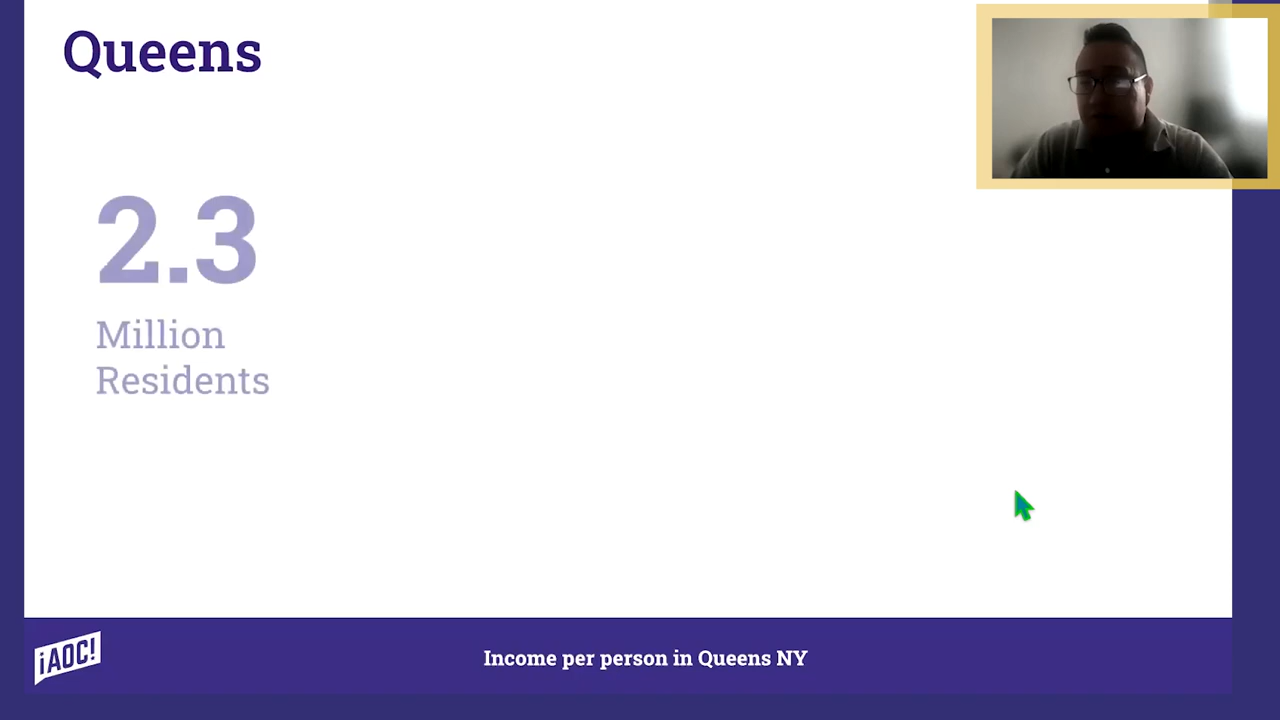 Queens
2.3
Million
Residents
¡AOC!
Income per person in Queens NY